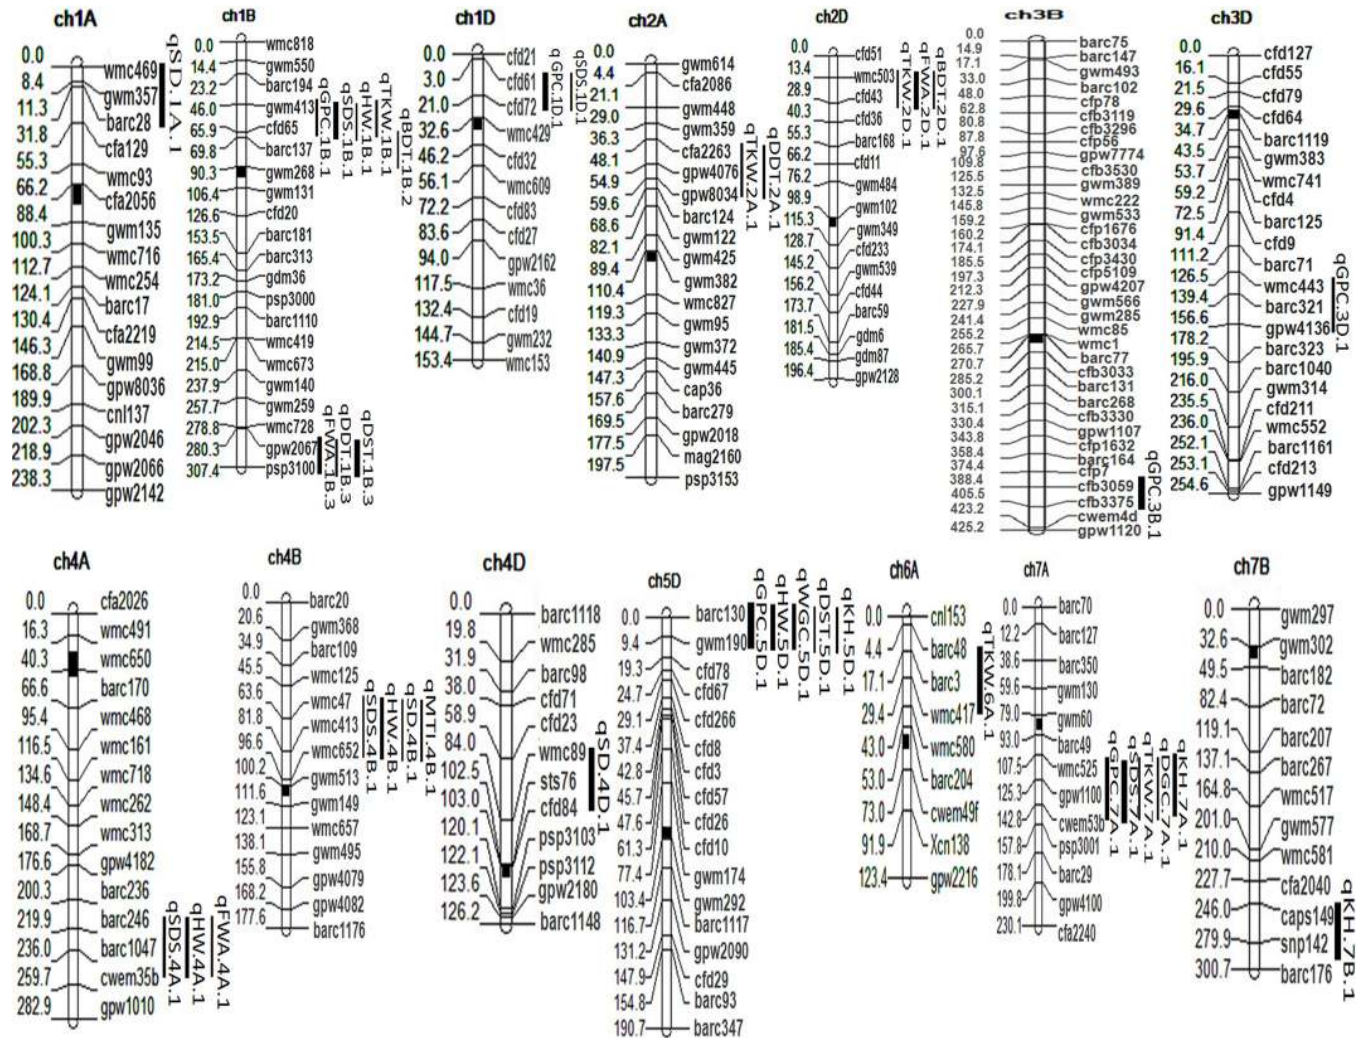 ch1A
0.0
8.4
11.3
31.8
55.3
66.2
88.4
100.3
112.7
124.1
130.4
146.3
168.8
189.9
202.3
218.9
238.3
wmc469
gwm357
barc28
cfa129
wmc93
cfa2056
gwm135
wmc716
wmc254
barc17
cfa2219
gwm99
gpw8036
cnl137
gpw2046
gpw2066
gpw2142
qSD.1A.1
ch1B
0.0
14.4
23.2
46.0
65.9
69.8
90.3
106.4
126.6
153.5
165.4
173.2
181.0
192.9
214.5
215.0
237.9
257.7
278.8
280.3
307.4
wmc818
gwm550
barc194
gwm413
cfd65
barc137
gwm268
gwm131
cfd20
barc181
barc313
gdm36
psp3000
barc1110
wmc419
wmc673
gwm140
gwm259
wmc728
gpw2067
psp3100
qGPC.1B.1
qSDS.1B.1
qHW.1B.1
qTKW.1B.1
qBDT.1B.2
qFWA.1B.3
qDDT.1B.3
qDST.1B.3
ch1D
0.0
3.0
21.0
32.6
46.2
56.1
72.2
83.6
94.0
117.5
132.4
144.7
153.4
cfd21
cfd61
cfd72
wmc429
cfd32
wmc609
cfd83
cfd27
gpw2162
wmc36
cfd19
gwm232
wmc153
qGPC.1D.1
qSDS.1D.1
ch2A
0.0
4.4
21.1
29.0
36.3
48.1
54.9
59.6
68.6
82.1
89.4
110.4
119.3
133.3
140.9
147.3
157.6
169.5
177.5
197.5
gwm614
cfa2086
gwm448
gwm359
cfa2263
gpw4076
gpw8034
barc124
gwm122
gwm425
gwm382
wmc827
gwm95
gwm372
gwm445
cap36
barc279
gpw2018
mag2160
psp3153
qTKW.2A.1
qDDT.2A.1
ch2D
0.0
13.4
28.9
40.3
55.3
66.2
76.2
98.9
115.3
128.7
145.2
156.2
173.7
181.5
185.4
196.4
cfd51
wmc503
cfd43
cfd36
barc168
cfd11
gwm484
gwm102
gwm349
cfd233
gwm539
cfd44
barc59
gdm6
gdm87
gpw2128
qTKW.2D.1
qFWA.2D.1
qBDT.2D.1
ch3B
0.0
14.9
17.1
33.0
48.0
62.8
80.8
87.8
97.6
109.8
125.5
132.5
145.8
159.2
160.2
174.1
185.5
197.3
212.3
227.9
241.4
255.2
265.7
270.7
285.2
300.1
315.1
330.4
343.8
358.4
374.4
388.4
405.5
423.2
425.2
barc75
barc147
gwm493
barc102
cfp78
cfb3119
cfb3296
cfp56
gpw7774
cfb3530
gwm389
wmc222
gwm533
cfp1676
cfb3034
cfp3430
cfp5109
gpw4207
gwm566
gwm285
wmc85
wmc1
barc77
cfb3033
barc131
barc268
cfb3330
gpw1107
cfp1632
barc164
cfp7
cfb3059
cfb3375
cwem4d
gpw1120
qGPC.3B.1
ch3D
0.0
16.1
21.5
29.6
34.7
43.5
53.7
59.2
72.5
91.4
111.2
126.5
139.4
156.6
178.2
195.9
216.0
235.5
236.0
252.1
253.1
254.6
cfd127
cfd55
cfd79
cfd64
barc1119
gwm383
wmc741
cfd4
barc125
cfd9
barc71
wmc443
barc321
gpw4136
barc323
barc1040
gwm314
cfd211
wmc552
barc1161
cfd213
gpw1149
qGPC.3D.1
ch4A
0.0
16.3
40.3
66.6
95.4
116.5
134.6
148.4
168.7
176.6
200.3
219.9
236.0
259.7
282.9
cfa2026
wmc491
wmc650
barc170
wmc468
wmc161
wmc718
wmc262
wmc313
gpw4182
barc236
barc246
barc1047
cwem35b
gpw1010
qSDS.4A.1
qHW.4A.1
qFWA.4A.1
ch4B
0.0
20.6
34.9
45.5
63.6
81.8
96.6
100.2
111.6
123.1
138.1
155.8
168.2
177.6
barc20
gwm368
barc109
wmc125
wmc47
wmc413
wmc652
gwm513
gwm149
wmc657
gwm495
gpw4079
gpw4082
barc1176
qSDS.4B.1
qHW.4B.1
qSD.4B.1
qMTI.4B.1
ch4D
0.0
19.8
31.9
38.0
58.9
84.0
102.5
103.0
120.1
122.1
123.6
126.2
barc1118
wmc285
barc98
cfd71
cfd23
wmc89
sts76
cfd84
psp3103
psp3112
gpw2180
barc1148
qSD.4D.1
ch5D
0.0
9.4
19.3
24.7
29.1
37.4
42.8
45.7
47.6
61.3
77.4
103.4
116.7
131.2
147.9
154.8
190.7
barc130
gwm190
cfd78
cfd67
cfd266
cfd8
cfd3
cfd57
cfd26
cfd10
gwm174
gwm292
barc1117
gpw2090
cfd29
barc93
barc347
qGPC.5D.1
qHW.5D.1
qWGC.5D.1
qDST.5D.1
qKH.5D.1
ch6A
0.0
4.4
17.1
29.4
43.0
53.0
73.0
91.9
123.4
cnl153
barc48
barc3
wmc417
wmc580
barc204
cwem49f
Xcn138
gpw2216
qTKW.6A.1
ch7A
0.0
12.2
38.6
59.6
79.0
93.0
107.5
125.3
142.8
157.8
178.1
199.8
230.1
barc70
barc127
barc350
gwm130
gwm60
barc49
wmc525
gpw1100
cwem53b
psp3001
barc29
gpw4100
cfa2240
qGPC.7A.1
qSDS.7A.1
qTKW.7A.1
qKH.7A.1
ch7B
0.0
32.6
49.5
82.4
119.1
137.1
164.8
201.0
210.0
227.7
246.0
279.9
300.7
gwm297
gwm302
barc182
barc72
barc207
barc267
wmc517
gwm577
wmc581
cfa2040
caps149
snp142
barc176
qKH.7B.1